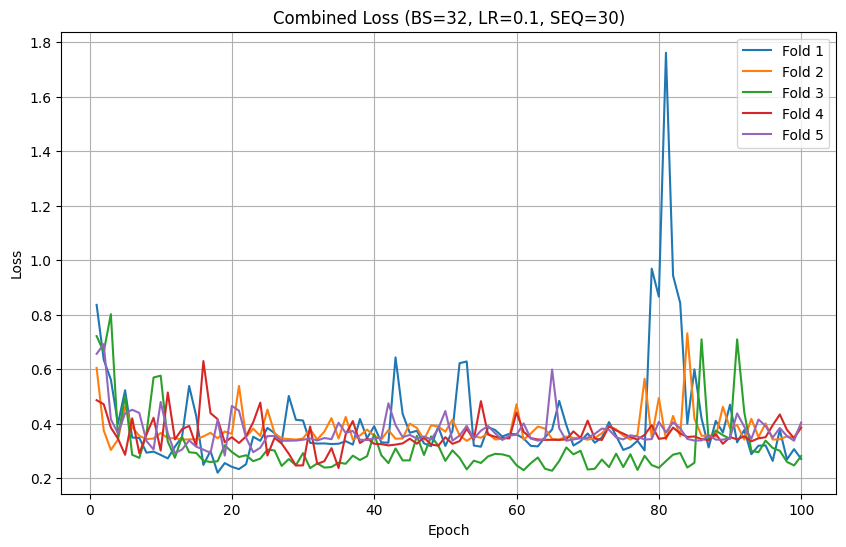 Combined Loss (BS=32, LR=0.1, SEQ=30)
Loss
1.8
1.6
1.4
1.2
1.0
0.8
0.6
0.4
0.2
Fold 1
Fold 2
Fold 3
Fold 4
Fold 5
0 20 40 60 80 100
Epoch